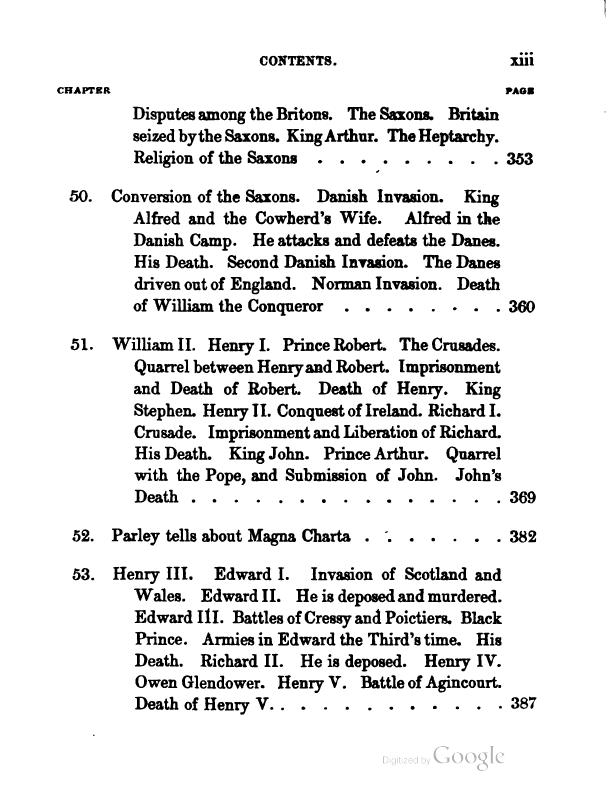 CONTENTS. xiii
CHAPTER PAGE
Disputes among the Britons. The Saxons. Britain
seized by the Saxons. King Arthur. The Heptarchy.
Religion of the Saxons . . . . . . . . . 353
50. Conversion of the Saxons. Danish Invasion. King
Alfred and the Cowherd's Wife. Alfred in the
Danish Camp. He attacks and defeats the Danes.
His Death. Second Danish Invasion. The Danes
driven out of England. Norman Invasion. Death
of William the Conqueror . . . . . . . . 360
51. William II. Henry I. Prince Robert. The Crusades.
Quarrel between Henry and Robert. Imprisonment
and Death of Robert. Death of Henry. King
Stephen. Henry II. Conquest of Ireland. Richard I.
Crusade. Imprisonment and Liberation of Richard.
His Death. King John. Prince Arthur. Quarrel
with the Pope, and Submission of John. John's
Death . . . . . . . . . . . . . . . 369
52. Parley tells about Magna Charta . . . . . . . 382
53. Henry III. Edward I. Invasion of Scotland and
Wales. Edward II. He is deposed and murdered.
Edward III. Battles of Cressy and Poictiers. Black
Prince. Armies in Edward the Third's time. His
Death. Richard II. He is deposed. Henry IV.
Owen Glendower. Henry V. Battle of Agincourt.
Death of Henry V. . . . . . . . . . . . 387
Digitized by Google